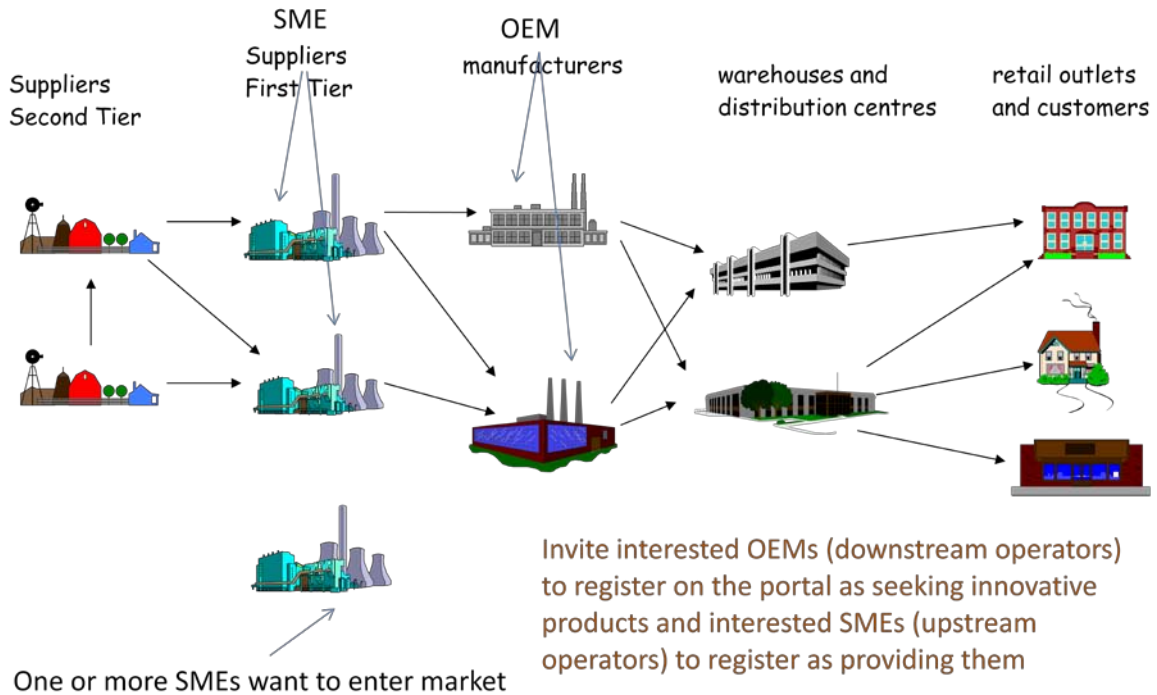 SME
Suppliers
First Tier
OEM
manufacturers
Suppliers
Second Tier
warehouses and
distribution centres
retail outlets
and customers
Invite interested OEMs (downstream operators)
to register on the portal as seeking innovative
products and interested SMEs (upstream
operators) to register as providing them
One or more SMEs want to enter market